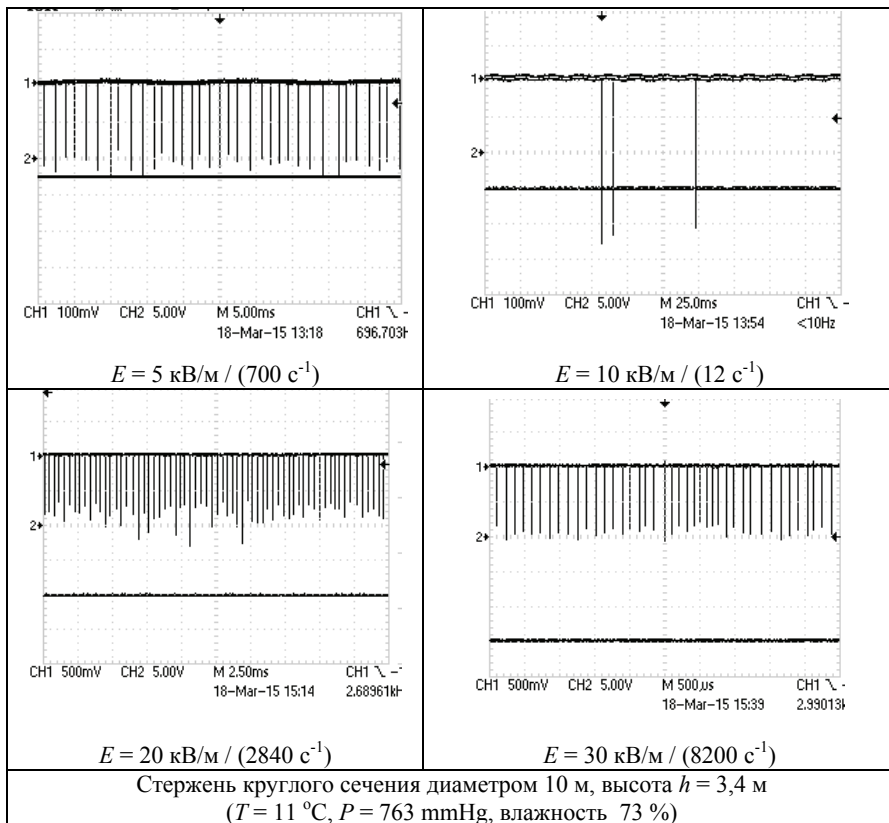 1
2
CH1 100mV CH2 5.00V M 5.00ms CH1 \ -
18-Mar-15 13:18 696.703H
E = 5 кВ/м / (700 с⁻¹)
1
2
CH1 100mV CH2 5.00V M 25.0ms CH1 \ -
18-Mar-15 13:54 <10Hz
E = 10 кВ/м / (12 с⁻¹)
1
2
CH1 500mV CH2 5.00V M 2.50ms CH1 \ -
18-Mar-15 15:14 2.68961kH
E = 20 кВ/м / (2840 с⁻¹)
1
2
CH1 500mV CH2 5.00V M 500µs CH1 \ -
18-Mar-15 15:39 2.99013k
E = 30 кВ/м / (8200 с⁻¹)
Стержень круглого сечения диаметром 10 м, высота h = 3,4 м
(T = 11 °C, P = 763 mmHg, влажность 73 %)